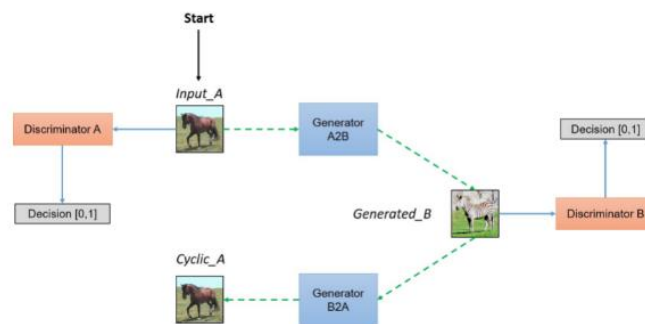 Start
Input_A
Discriminator A
Generator
A2B
Decision [0,1]
Decision [0,1]
Generated_B
Discriminator B
Cyclic_A
Generator
B2A